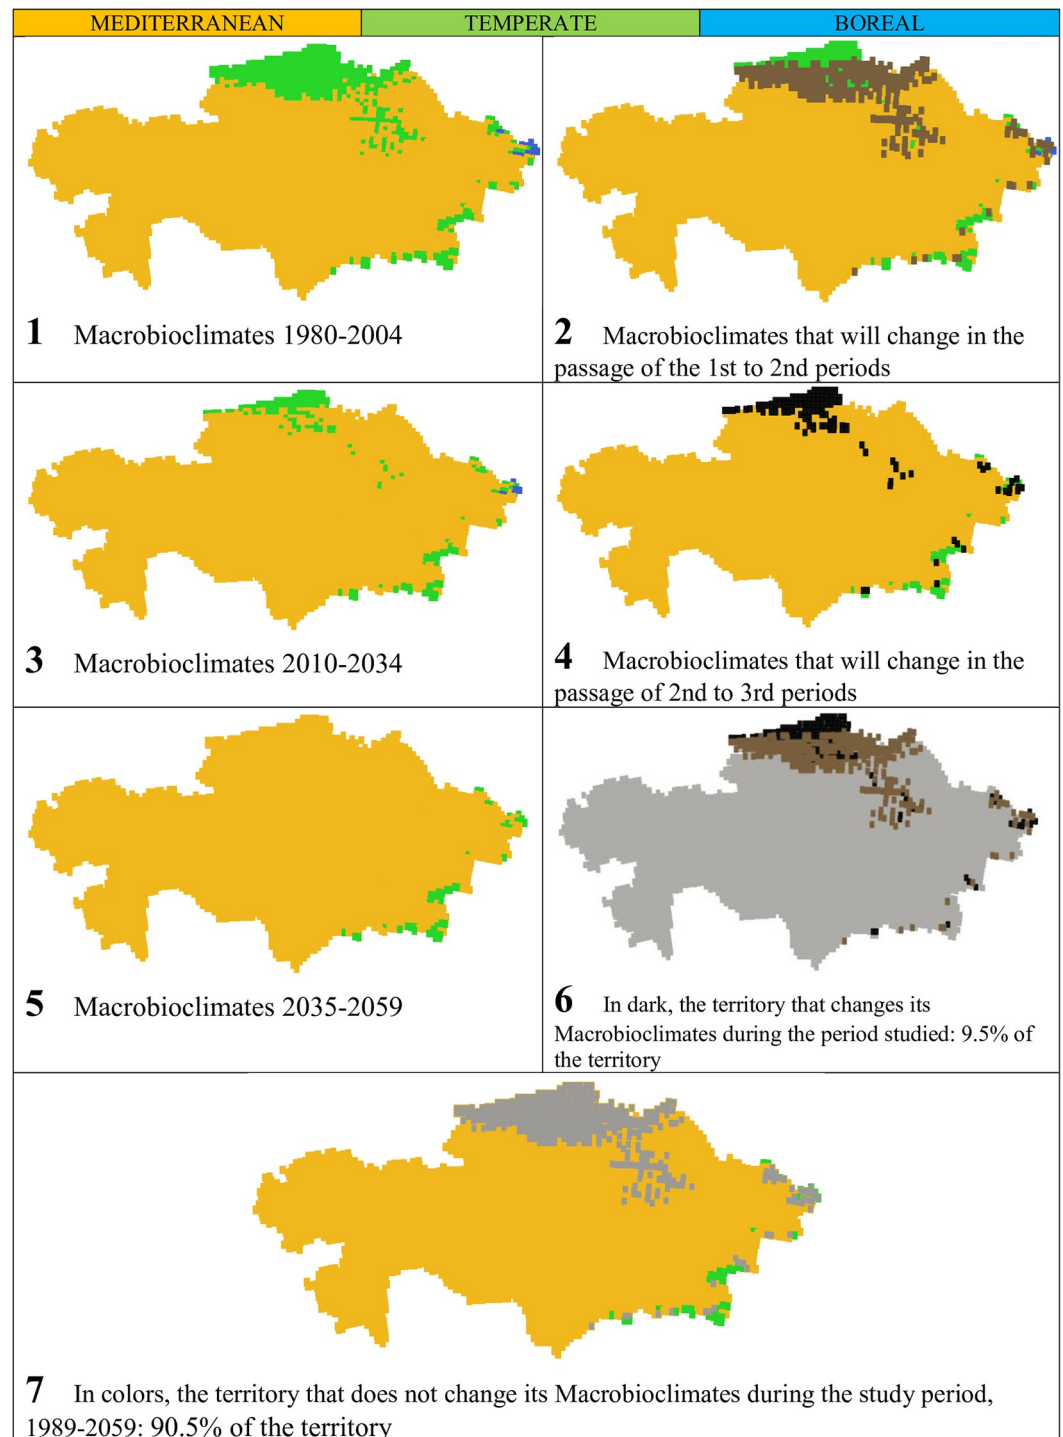 MEDITERRANEAN TEMPERATE BOREAL
1 Macrobioclimates 1980-2004
2 Macrobioclimates that will change in the
passage of the 1st to 2nd periods
3 Macrobioclimates 2010-2034
4 Macrobioclimates that will change in the
passage of 2nd to 3rd periods
5 Macrobioclimates 2035-2059
6 In dark, the territory that changes its
Macrobioclimates during the period studied: 9.5% of
the territory
7 In colors, the territory that does not change its Macrobioclimates during the study period,
1989-2059: 90.5% of the territory